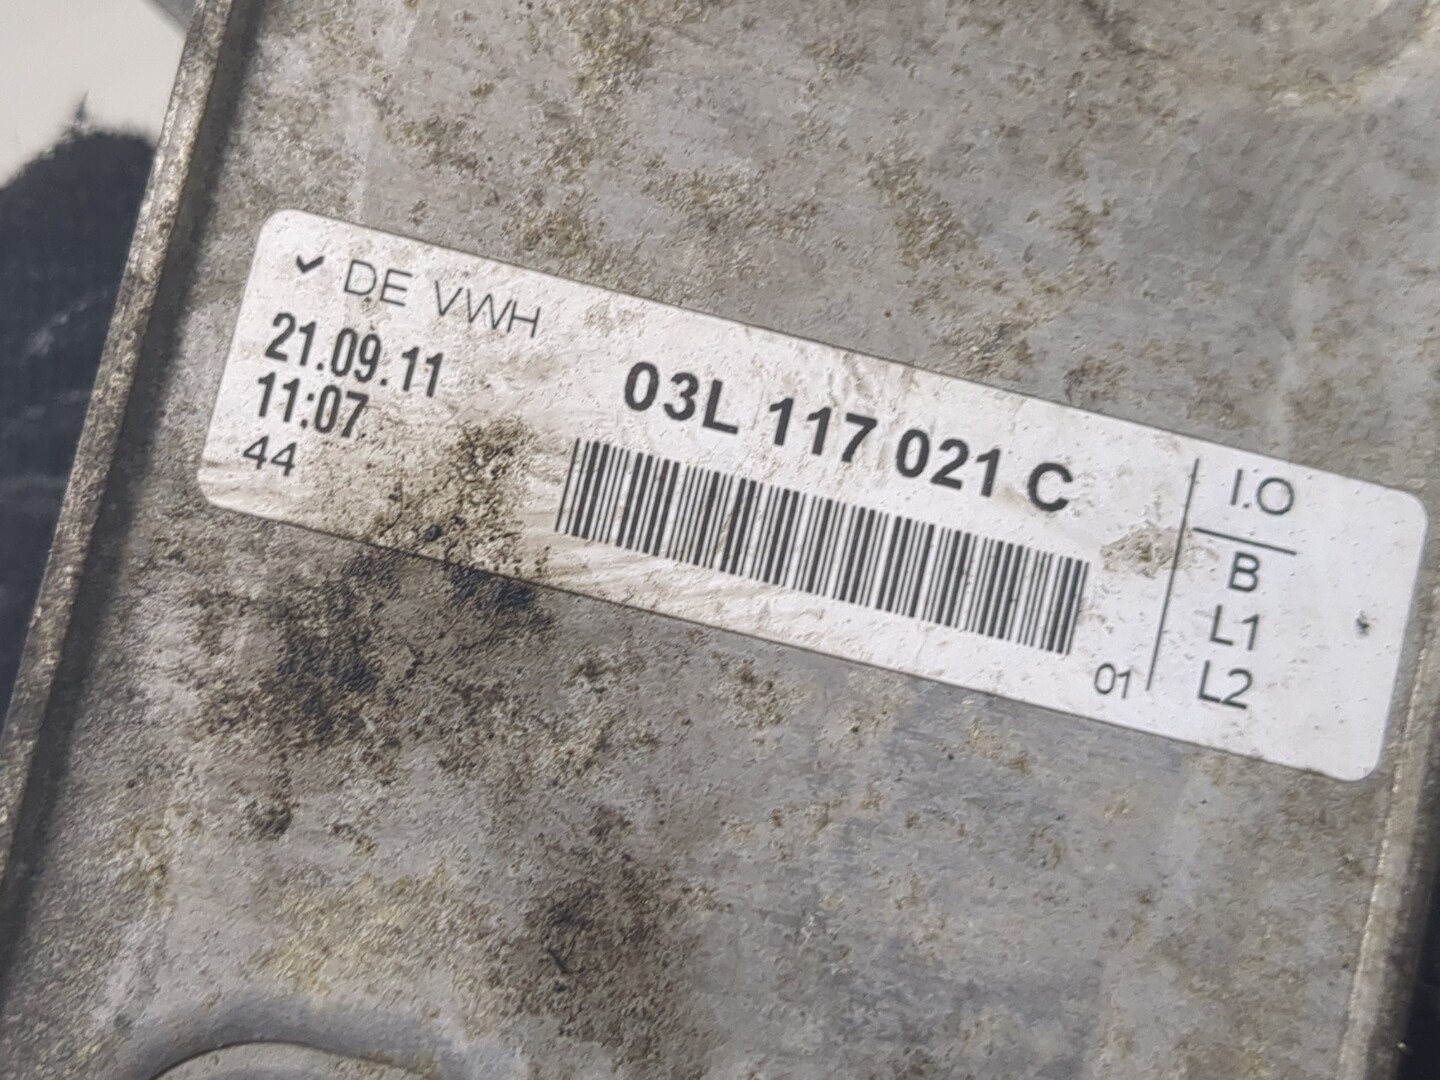 ✓ DE VWH
21.09.11
11:07
44
03L 117 021 C
01
I.O
B
L1
L2